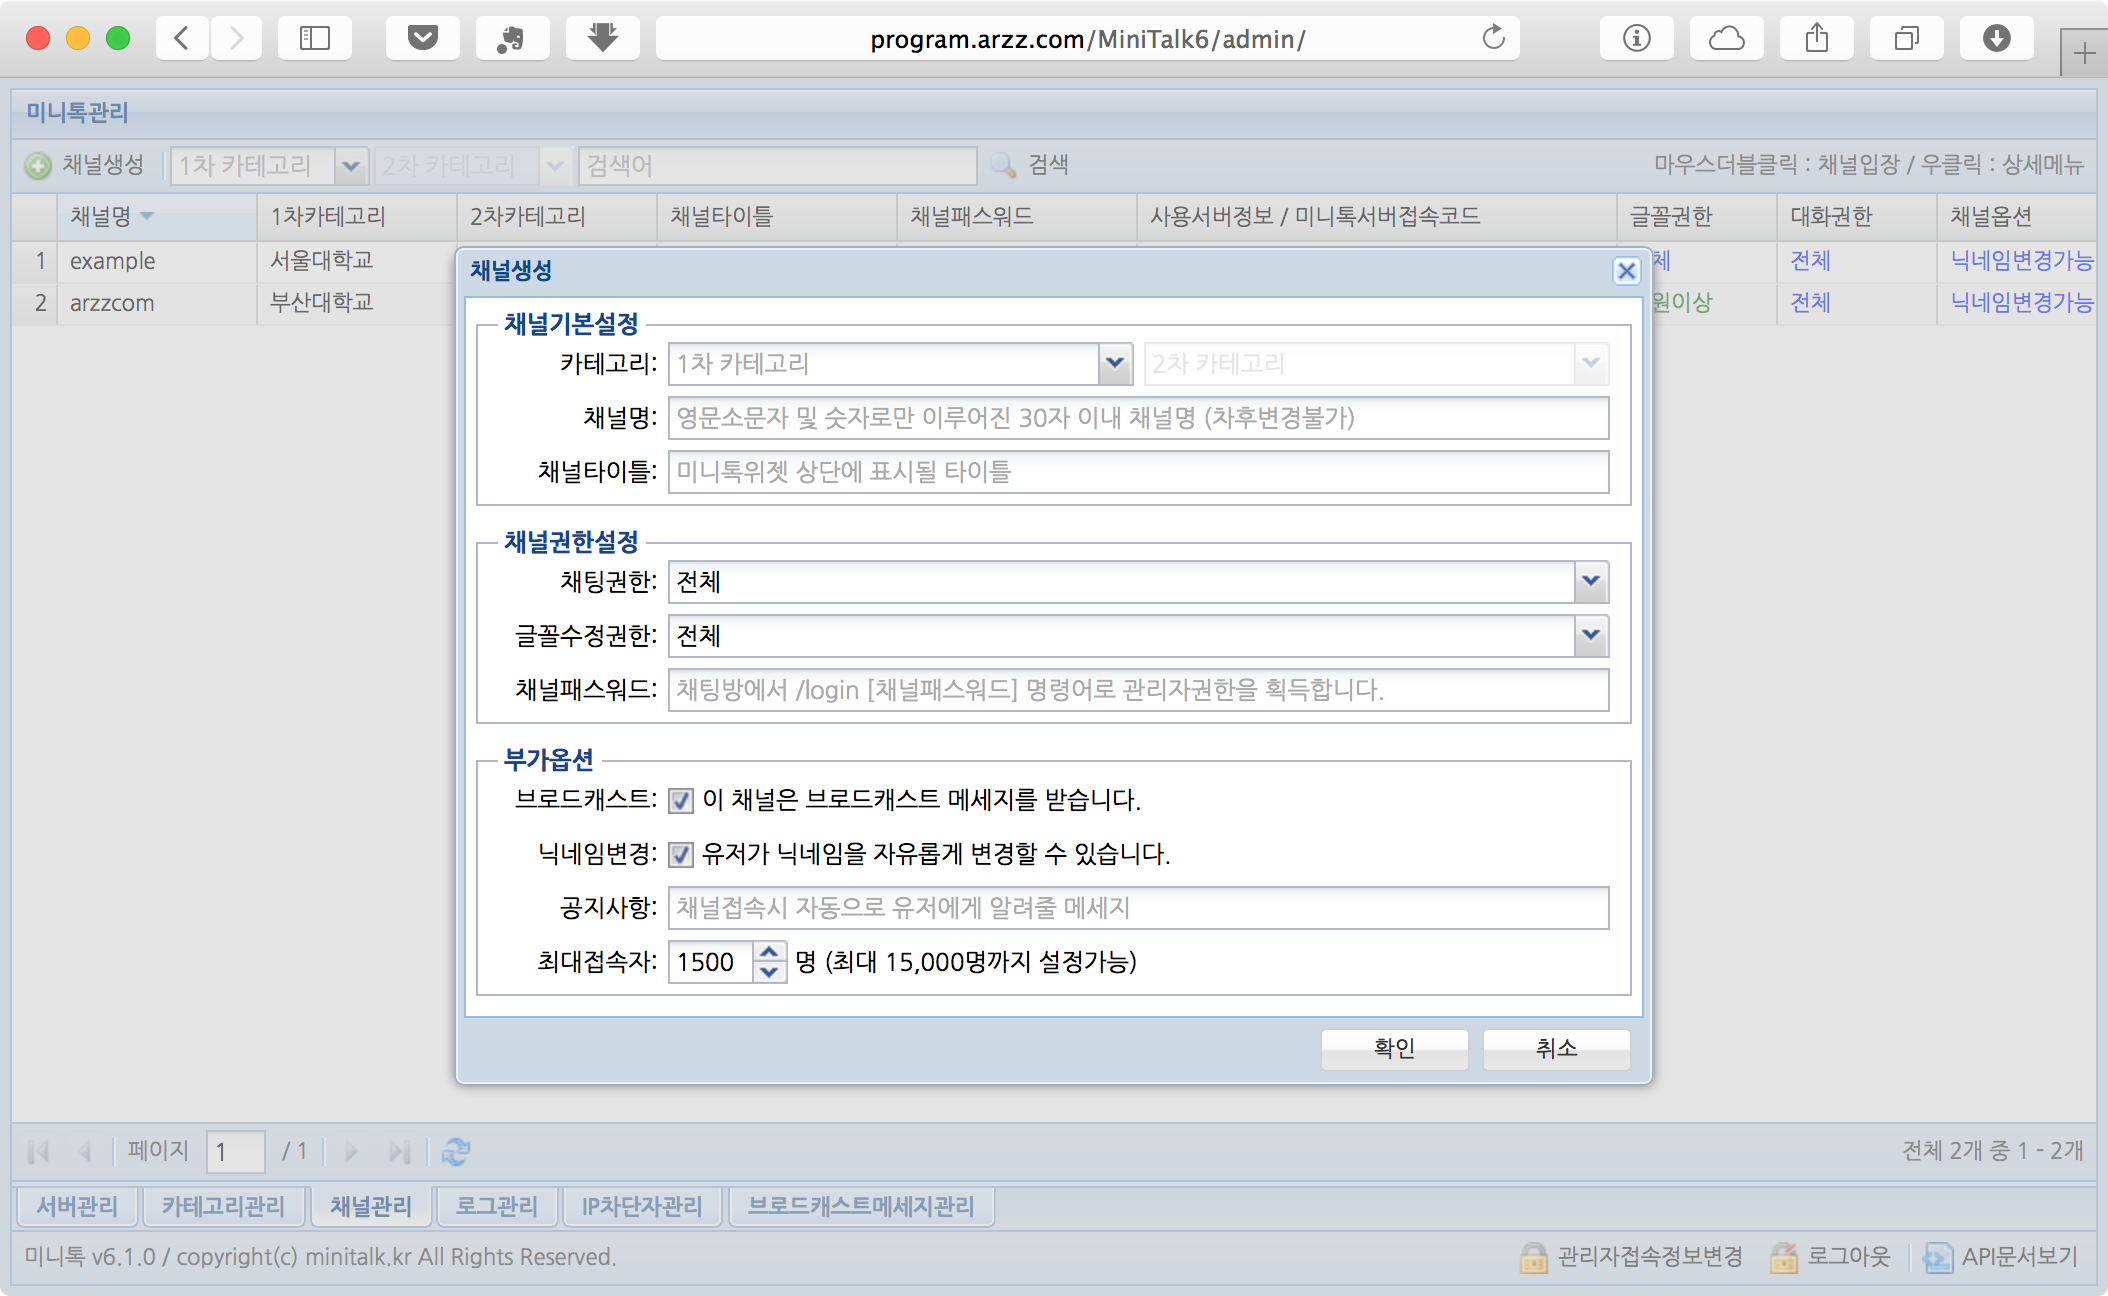 program.arzz.com/MiniTalk6/admin/
미니톡관리
채널생성 1차 카테고리 2차 카테고리 검색어 검색 마우스더블클릭 : 채널입장 / 우클릭 : 상세메뉴
채널명 1차카테고리 2차카테고리 채널타이틀 채널패스워드 사용서버정보 / 미니톡서버접속코드 글꼴권한 대화권한 채널옵션
1 example 서울대학교 체 전체 닉네임변경가능
2 arzzcom 부산대학교 원이상 전체 닉네임변경가능
채널생성
채널기본설정
카테고리: 1차 카테고리 2차 카테고리
채널명: 영문소문자 및 숫자로만 이루어진 30자 이내 채널명 (차후변경불가)
채널타이틀: 미니톡위젯 상단에 표시될 타이틀
채널권한설정
채팅권한: 전체
글꼴수정권한: 전체
채널패스워드: 채팅방에서 /login [채널패스워드] 명령어로 관리자권한을 획득합니다.
부가옵션
브로드캐스트: 이 채널은 브로드캐스트 메세지를 받습니다.
닉네임변경: 유저가 닉네임을 자유롭게 변경할 수 있습니다.
공지사항: 채널접속시 자동으로 유저에게 알려줄 메세지
최대접속자: 1500 명 (최대 15,000명까지 설정가능)
확인 취소
페이지 1 / 1 전체 2개 중 1 - 2개
서버관리 카테고리관리 채널관리 로그관리 IP차단자관리 브로드캐스트메세지관리
미니톡 v6.1.0 / copyright(c) minitalk.kr All Rights Reserved. 관리자접속정보변경 로그아웃 API문서보기